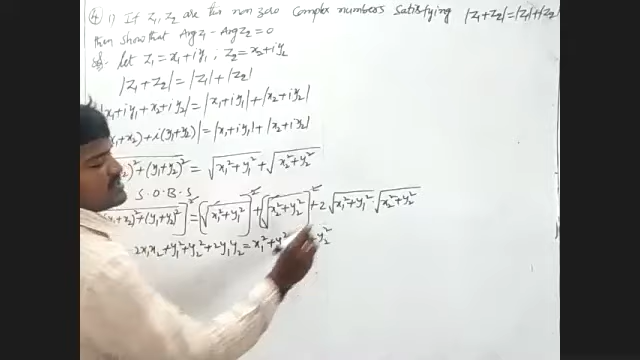 ④ 1) If Z₁, Z₂ are two non zero complex numbers satisfying |Z₁+Z₂|=|Z₁|+|Z₂|
then show that Arg Z₁ - Arg Z₂ = 0
Sol:- let Z₁ = x₁+iy₁ ; Z₂ = x₂+iy₂
|Z₁+Z₂| = |Z₁| + |Z₂|
x₁+iy₁ + x₂+iy₂| = |x₁+iy₁| + |x₂+iy₂|
x₁+x₂) + i(y₁+y₂)| = |x₁+iy₁| + |x₂+iy₂|
x₂)² + (y₁+y₂)² = √x₁²+y₁² + √x₂²+y₂²
S.O.B.S
(x₁+x₂)²+(y₁+y₂)² ]² = (√x₁²+y₁² )² + (√x₂²+y₂² )² + 2 √x₁²+y₁² √x₂²+y₂²
2x₁x₂ + y₁²+y₂²+2y₁y₂ = x₁²+y₁² y₂²